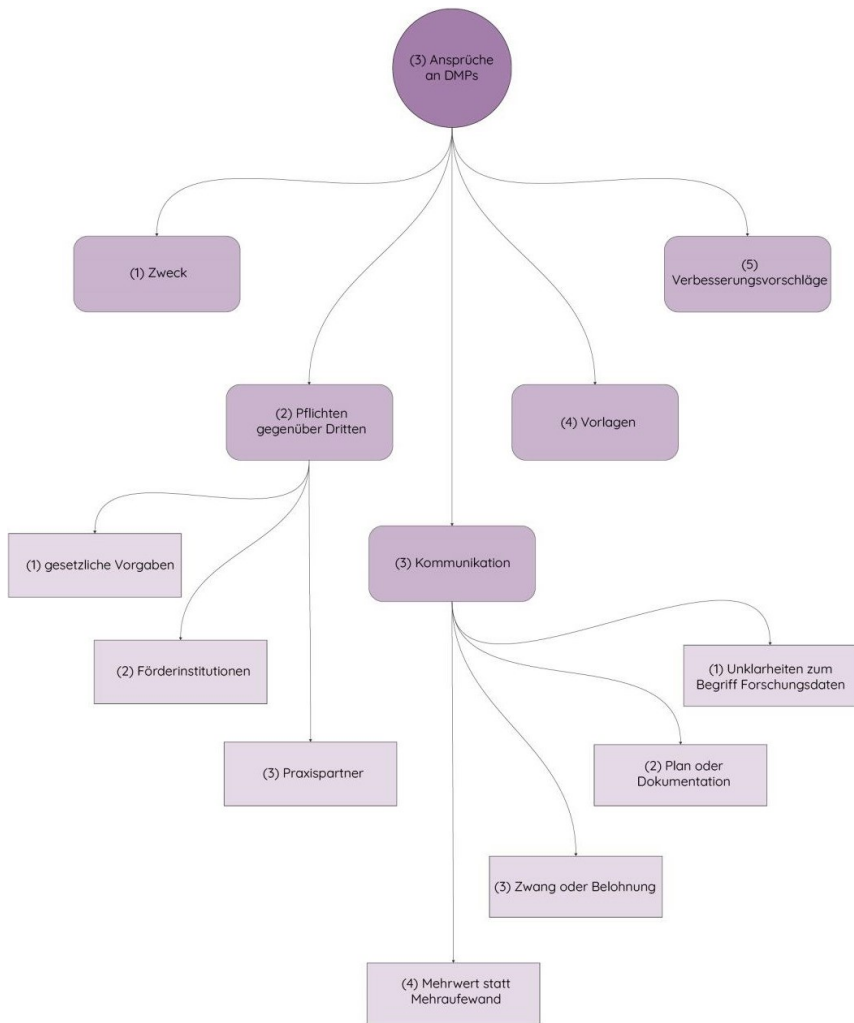 (3) Ansprüche
an DMPs
(1) Zweck
(5)
Verbesserungsvorschläge
(2) Pflichten
gegenüber Dritten
(4) Vorlagen
(1) gesetzliche Vorgaben
(3) Kommunikation
(2) Förderinstitutionen
(1) Unklarheiten zum
Begriff Forschungsdaten
(3) Praxispartner
(2) Plan oder
Dokumentation
(3) Zwang oder Belohnung
(4) Mehrwert statt
Mehraufewand